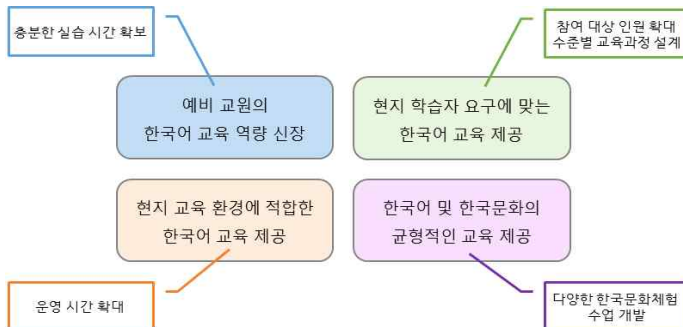 충분한 실습 시간 확보
참여 대상 인원 확대
수준별 교육과정 설계
예비 교원의
한국어 교육 역량 신장
현지 학습자 요구에 맞는
한국어 교육 제공
현지 교육 환경에 적합한
한국어 교육 제공
한국어 및 한국문화의
균형적인 교육 제공
운영 시간 확대
다양한 한국문화체험
수업 개발